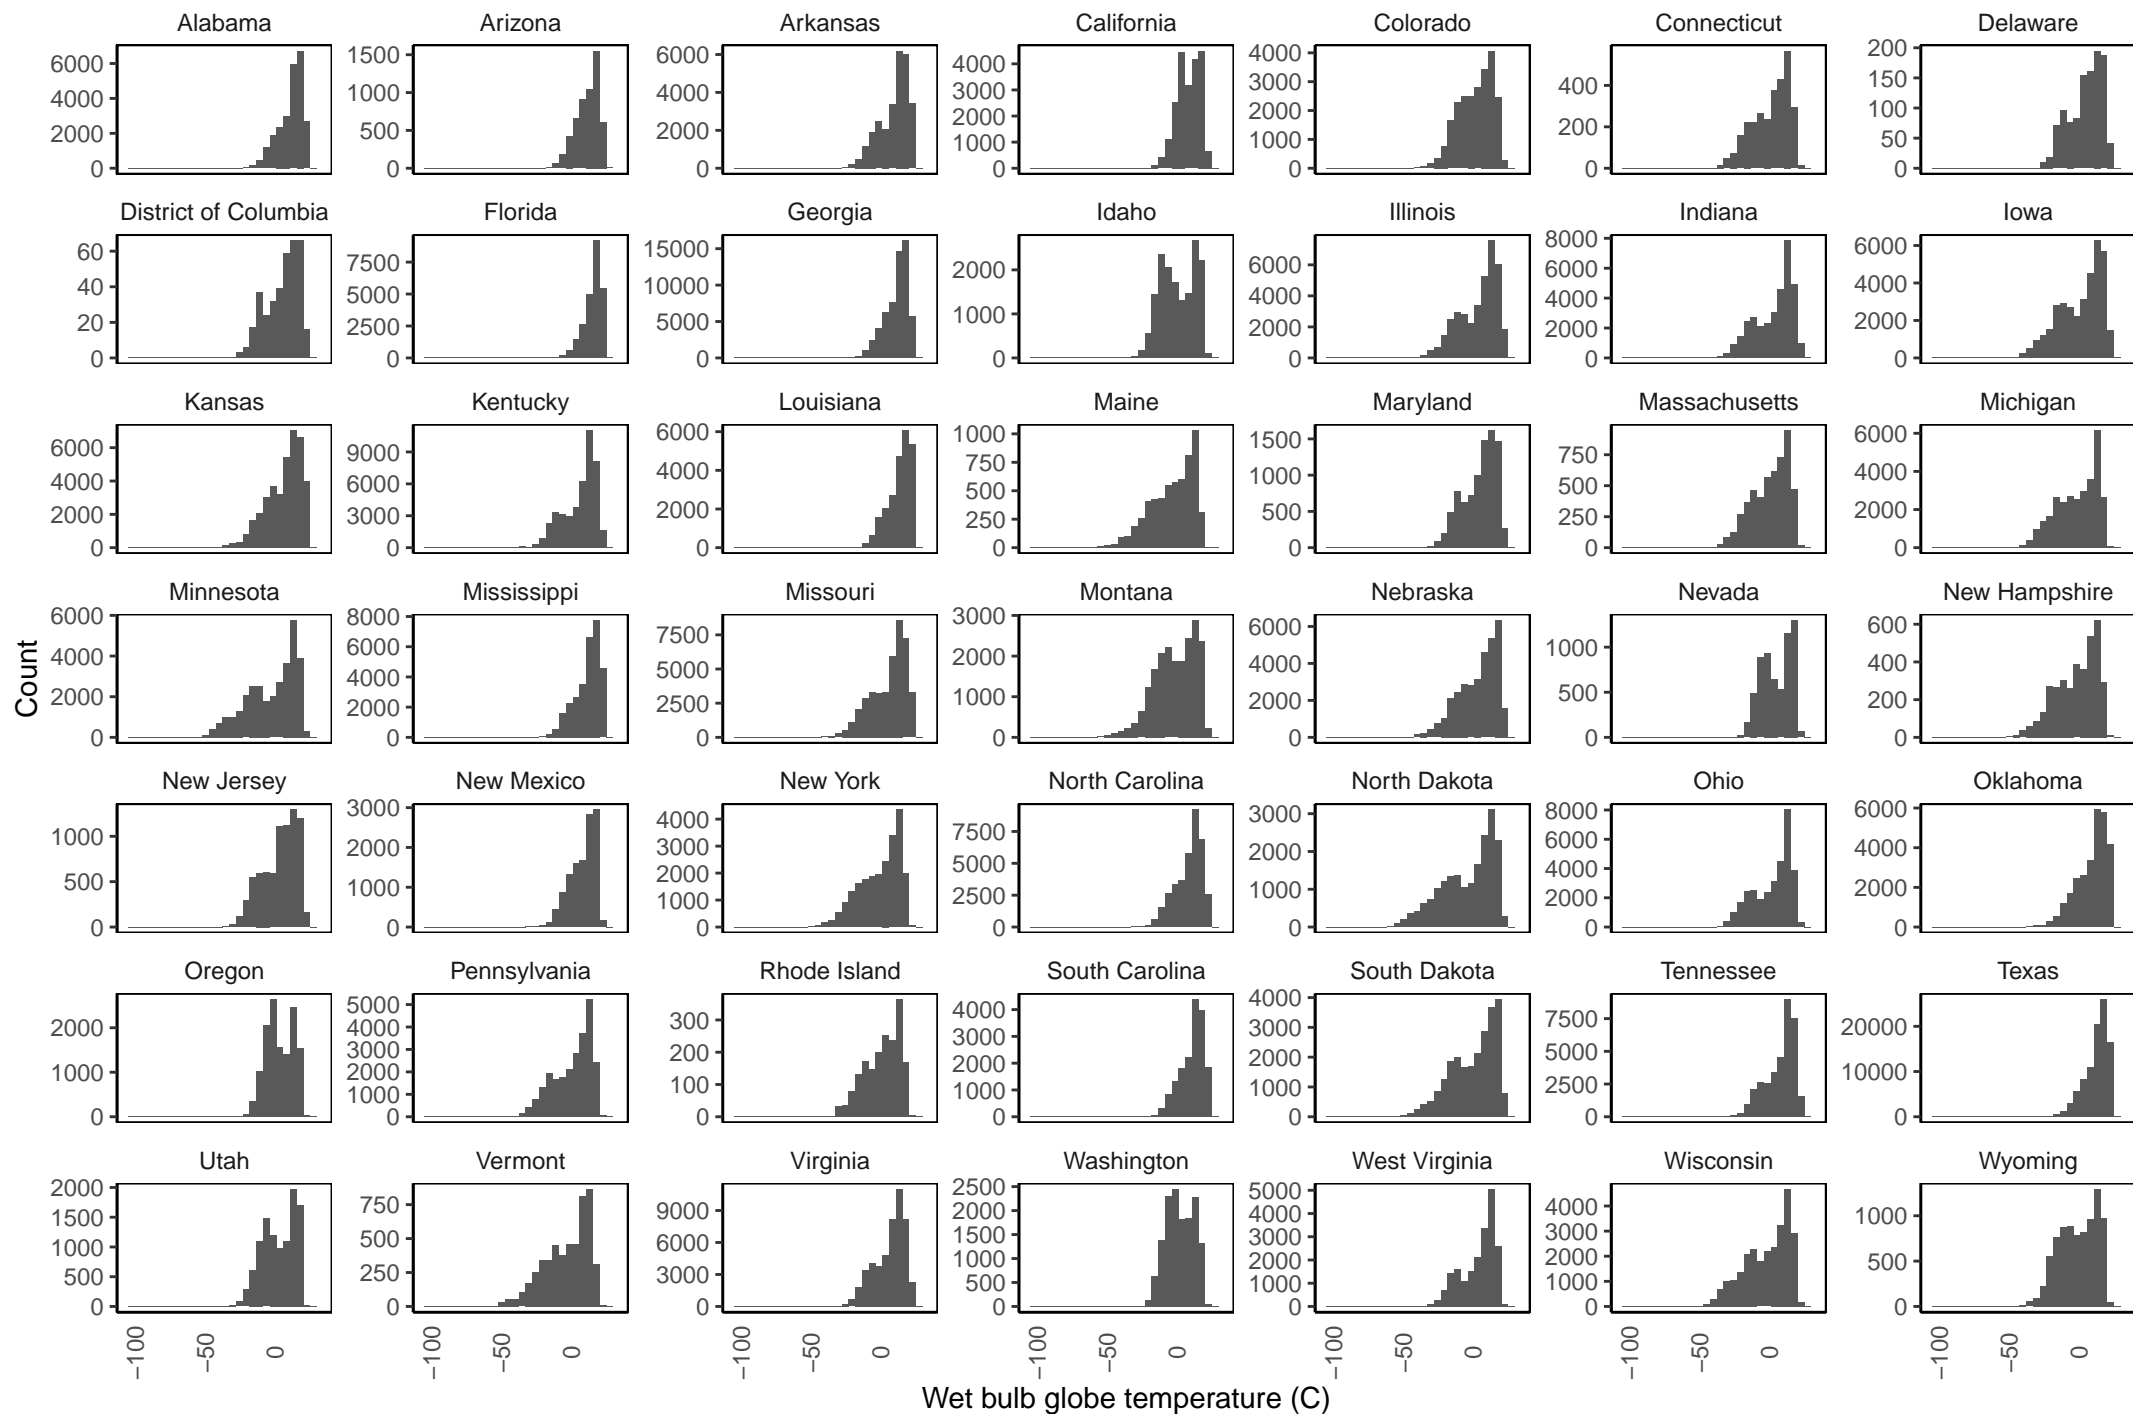 Alabama Arizona Arkansas California Colorado Connecticut Delaware
6000 4000 2000 0
1500 1000 500 0
6000 4000 2000 0
4000 3000 2000 1000 0
4000 3000 2000 1000 0
400 200 0
200 150 100 50 0
District of Columbia Florida Georgia Idaho Illinois Indiana Iowa
60 40 20 0
7500 5000 2500 0
15000 10000 5000 0
2000 1000 0
6000 4000 2000 0
8000 6000 4000 2000 0
6000 4000 2000 0
Kansas Kentucky Louisiana Maine Maryland Massachusetts Michigan
6000 4000 2000 0
9000 6000 3000 0
6000 4000 2000 0
1000 750 500 250 0
1500 1000 500 0
750 500 250 0
6000 4000 2000 0
Minnesota Mississippi Missouri Montana Nebraska Nevada New Hampshire
6000 4000 2000 0
8000 6000 4000 2000 0
7500 5000 2500 0
3000 2000 1000 0
6000 4000 2000 0
1000 500 0
600 400 200 0
Count
New Jersey New Mexico New York North Carolina North Dakota Ohio Oklahoma
1000 500 0
3000 2000 1000 0
4000 3000 2000 1000 0
7500 5000 2500 0
3000 2000 1000 0
8000 6000 4000 2000 0
6000 4000 2000 0
Oregon Pennsylvania Rhode Island South Carolina South Dakota Tennessee Texas
2000 1000 0
5000 4000 3000 2000 1000 0
300 200 100 0
4000 3000 2000 1000 0
4000 3000 2000 1000 0
7500 5000 2500 0
20000 10000 0
Utah Vermont Virginia Washington West Virginia Wisconsin Wyoming
2000 1500 1000 500 0
750 500 250 0
9000 6000 3000 0
2500 2000 1500 1000 500 0
5000 4000 3000 2000 1000 0
4000 3000 2000 1000 0
1000 500 0
−100 −50 0 −100 −50 0 −100 −50 0 −100 −50 0 −100 −50 0 −100 −50 0 −100 −50 0
Wet bulb globe temperature (C)